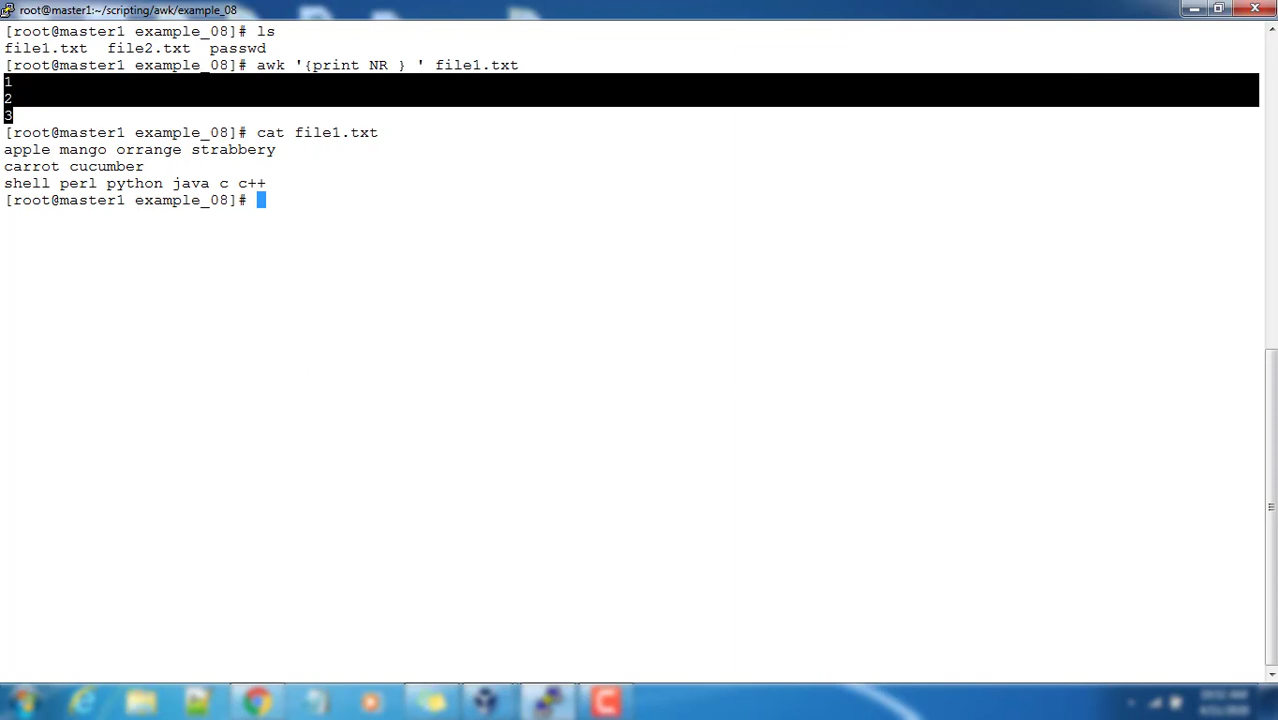 root@master1:~/scripting/awk/example_08
[root@master1 example_08]# ls
file1.txt  file2.txt  passwd
[root@master1 example_08]# awk '{print NR } ' file1.txt
1
2
3
[root@master1 example_08]# cat file1.txt
apple mango orrange strabbery
carrot cucumber
shell perl python java c c++
[root@master1 example_08]#